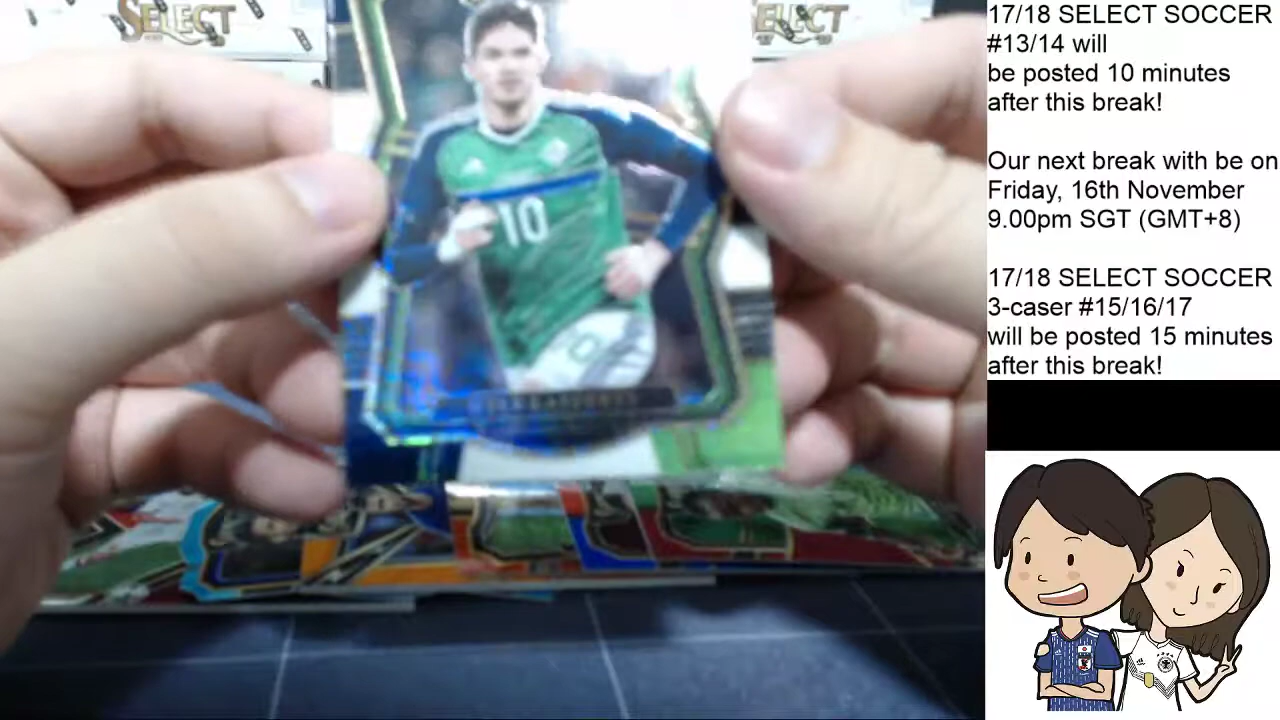 SELECT
SELECT
10
17/18 SELECT SOCCER
#13/14 will
be posted 10 minutes
after this break!
Our next break with be on
Friday, 16th November
9.00pm SGT (GMT+8)
17/18 SELECT SOCCER
3-caser #15/16/17
will be posted 15 minutes
after this break!